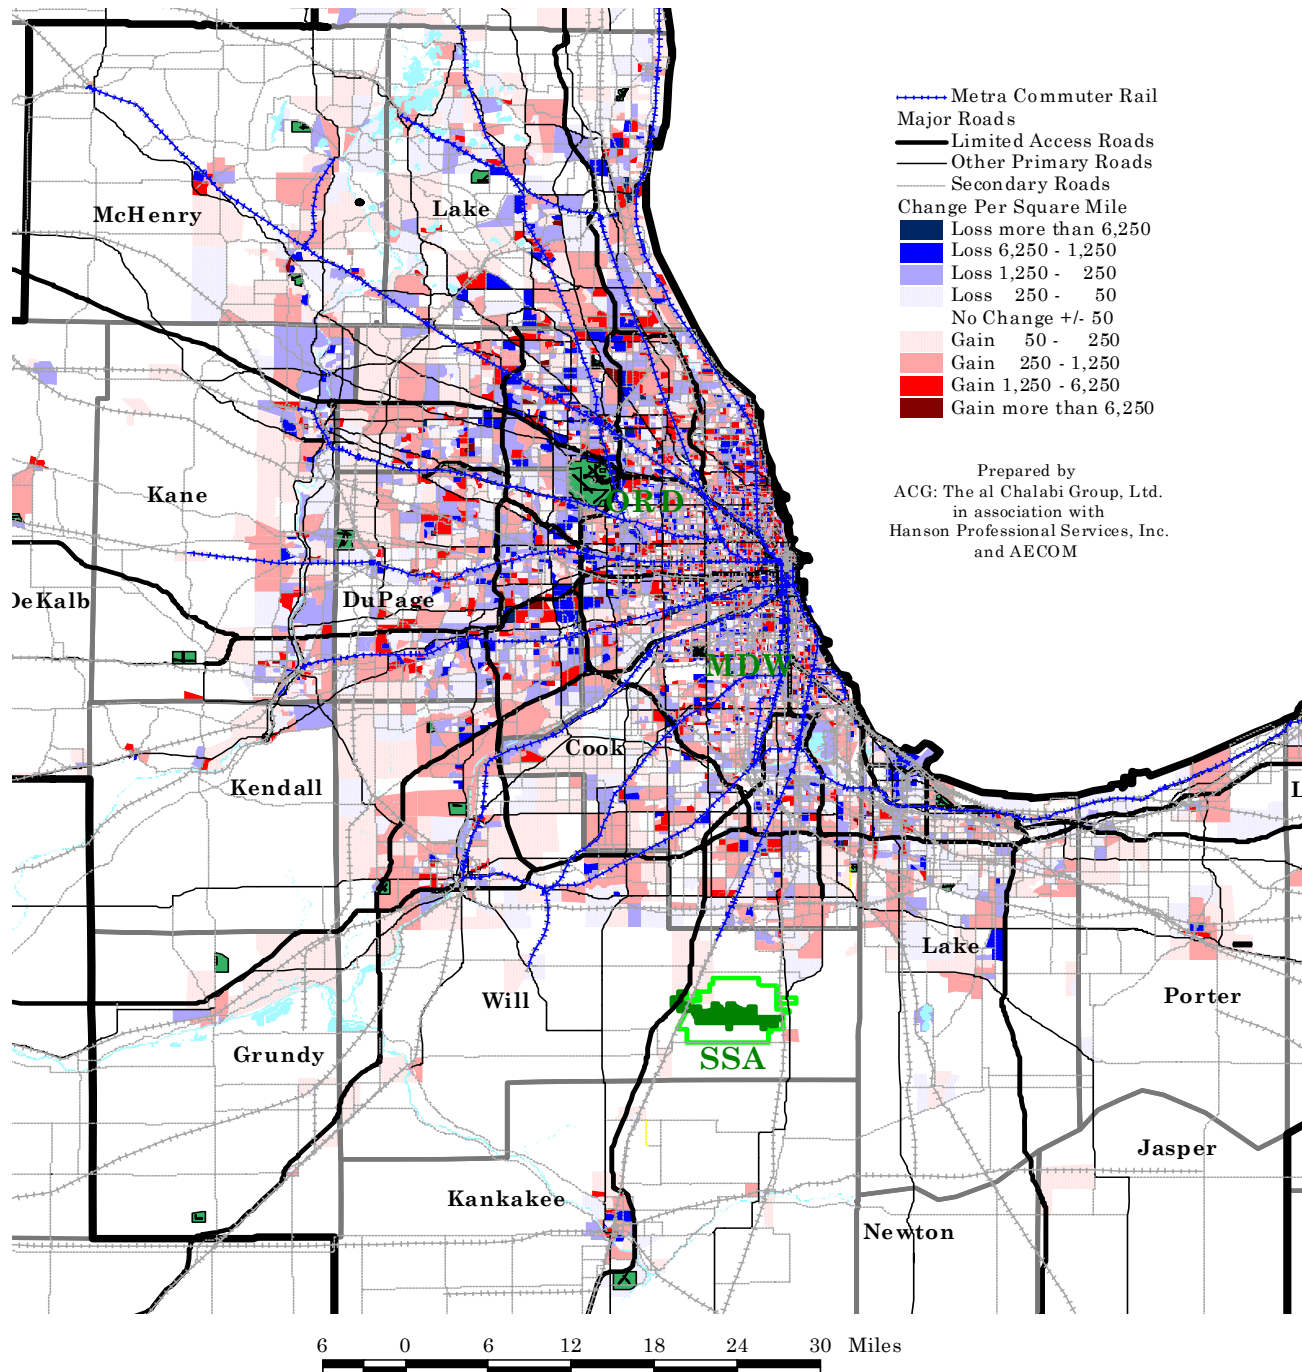 Metra Commuter Rail
Major Roads
Limited Access Roads
Other Primary Roads
Secondary Roads
Change Per Square Mile
Loss more than 6,250
Loss 6,250 - 1,250
Loss 1,250 - 250
Loss 250 - 50
No Change +/- 50
Gain 50 - 250
Gain 250 - 1,250
Gain 1,250 - 6,250
Gain more than 6,250
Prepared by
ACG: The al Chalabi Group, Ltd.
in association with
Hanson Professional Services, Inc.
and AECOM
McHenry
Lake
Kane
ORD
DeKalb
DuPage
MDW
Cook
Kendall
L
Lake
Will
Porter
Grundy
SSA
Jasper
Kankakee
Newton
6 0 6 12 18 24 30 Miles